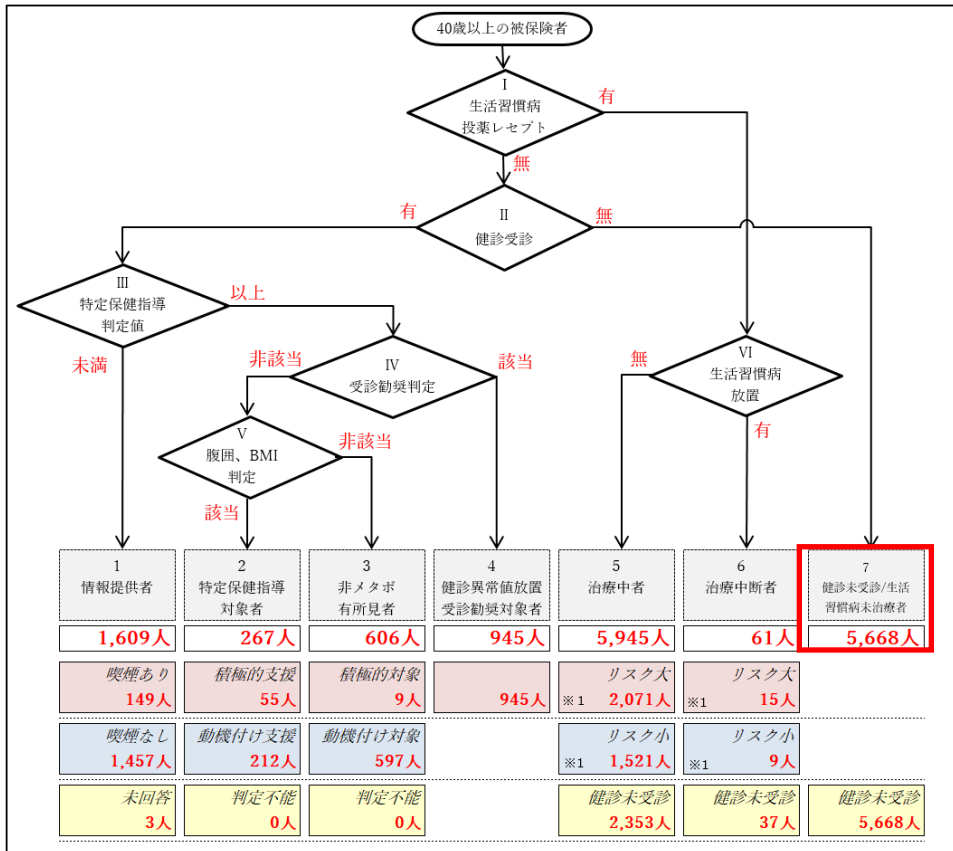 40歳以上の被保険者
Ⅰ
生活習慣病
投薬レセプト
有
無
Ⅱ
健診受診
有
無
Ⅲ
特定保健指導
判定値
以上
未満
Ⅳ
受診勧奨判定
非該当
該当
Ⅴ
腹囲、BMI
判定
非該当
該当
Ⅵ
生活習慣病
放置
無
有
1
情報提供者
2
特定保健指導
対象者
3
非メタボ
有所見者
4
健診異常値放置
受診勧奨対象者
5
治療中者
6
治療中断者
7
健診未受診/生活
習慣病未治療者
1,609人 267人 606人 945人 5,945人 61人 5,668人
喫煙あり 積極的支援 積極的対象 リスク大 リスク大
149人 55人 9人 945人 ※1 2,071人 ※1 15人
喫煙なし 動機付け支援 動機付け対象 リスク小 リスク小
1,457人 212人 597人 ※1 1,521人 ※1 9人
未回答 判定不能 判定不能 健診未受診 健診未受診 健診未受診
3人 0人 0人 2,353人 37人 5,668人